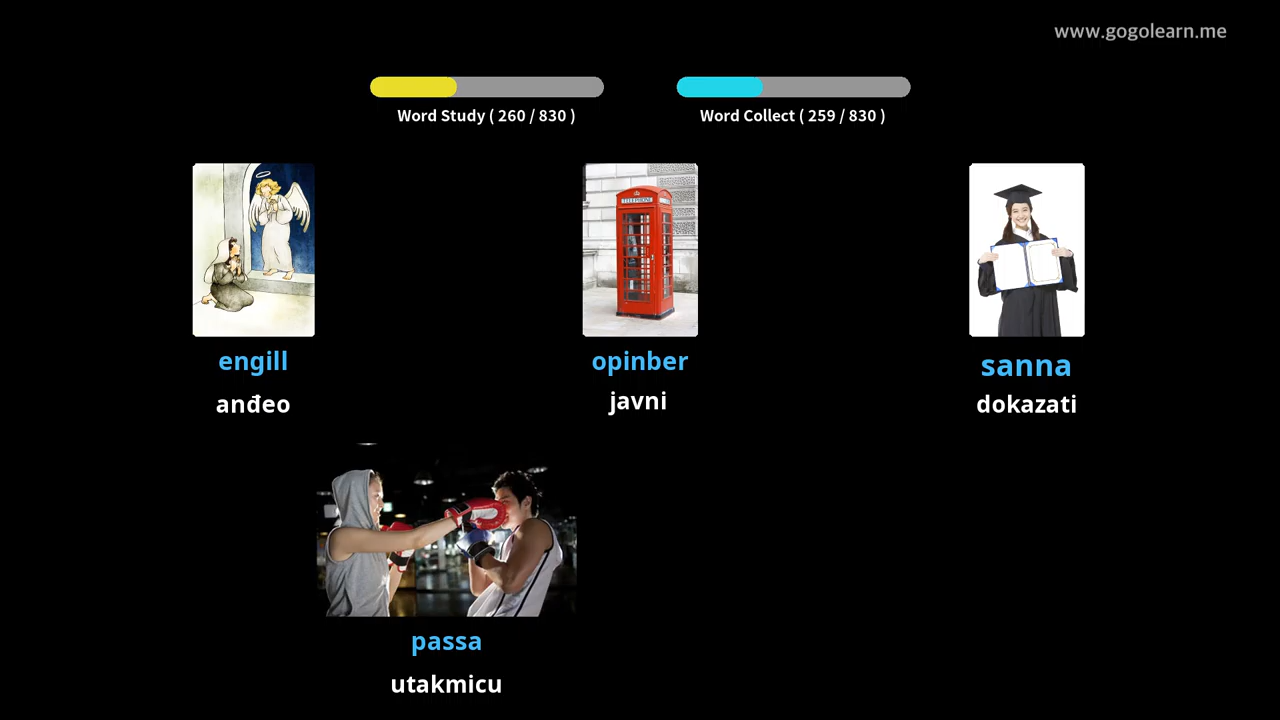 www.gogolearn.me
Word Study ( 260 / 830 )
Word Collect ( 259 / 830 )
TELEPHONE
engill
opinber
sanna
anđeo
javni
dokazati
passa
utakmicu